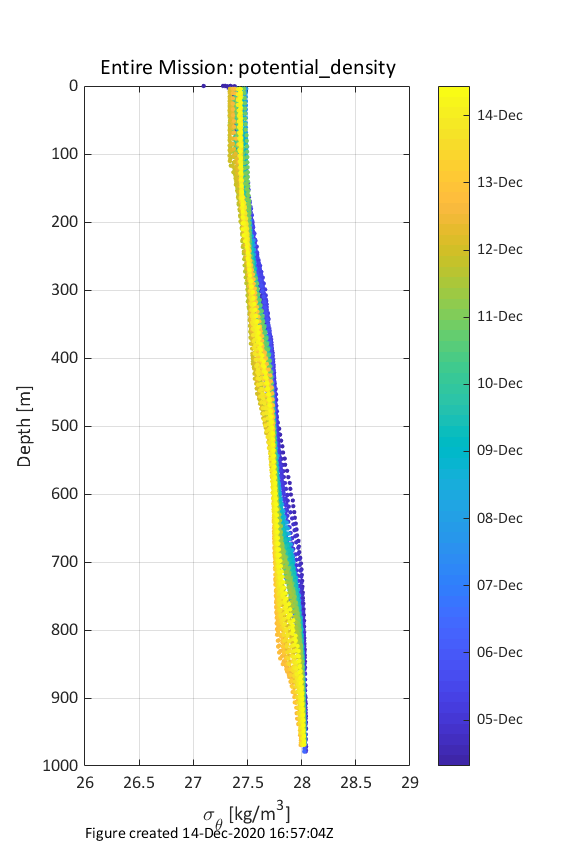 Entire Mission: potential_density
0
100
200
300
400
500
600
700
800
900
1000
Depth [m]
26
26.5
27
27.5
28
28.5
29
σθ [kg/m³]
14-Dec
13-Dec
12-Dec
11-Dec
10-Dec
09-Dec
08-Dec
07-Dec
06-Dec
05-Dec
Figure created 14-Dec-2020 16:57:04Z